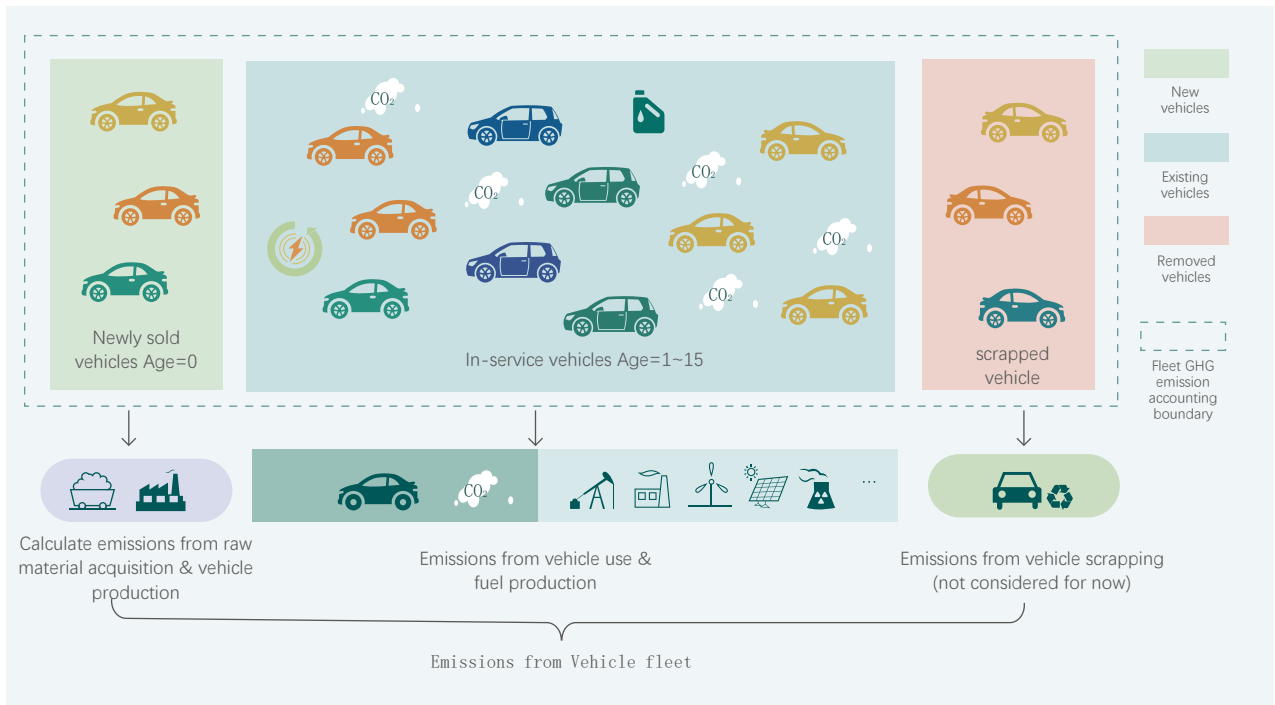 CO₂
CO₂
CO₂
CO₂
CO₂
Newly sold
vehicles Age=0
In-service vehicles Age=1~15
scrapped
vehicle
New
vehicles
Existing
vehicles
Removed
vehicles
Fleet GHG
emission
accounting
boundary
CO₂
...
Calculate emissions from raw
material acquisition & vehicle
production
Emissions from vehicle use &
fuel production
Emissions from vehicle scrapping
(not considered for now)
Emissions from Vehicle fleet